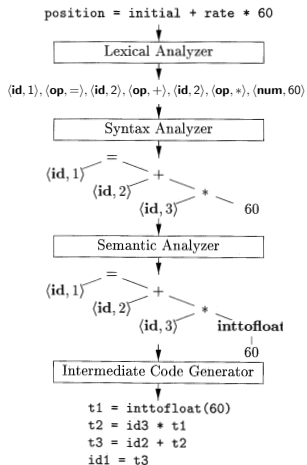 position = initial + rate * 60
Lexical Analyzer
⟨id, 1⟩, ⟨op, =⟩, ⟨id, 2⟩, ⟨op, +⟩, ⟨id, 2⟩, ⟨op, *⟩, ⟨num, 60⟩
Syntax Analyzer
=
⟨id, 1⟩ +
⟨id, 2⟩ *
⟨id, 3⟩ 60
Semantic Analyzer
=
⟨id, 1⟩ +
⟨id, 2⟩ *
⟨id, 3⟩ inttofloat
60
Intermediate Code Generator
t1 = inttofloat(60)
t2 = id3 * t1
t3 = id2 + t2
id1 = t3